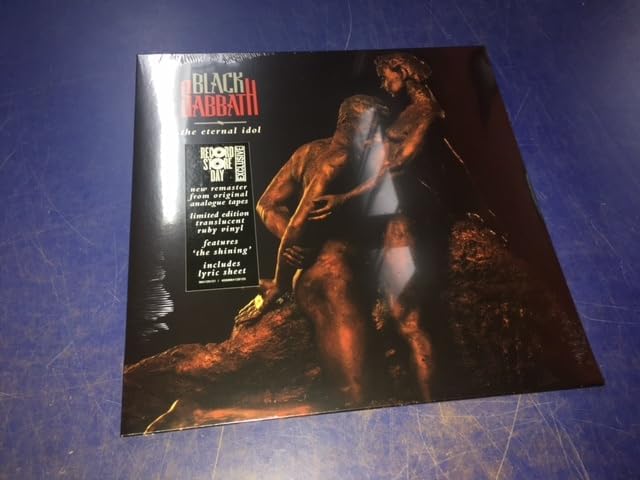 BLACK
SABBATH
the eternal idol
RECORD
STORE
DAY
EXCLUSIVE
new remaster
from original
analogue tapes
limited edition
translucent
ruby vinyl
features
'the shining'
includes
lyric sheet